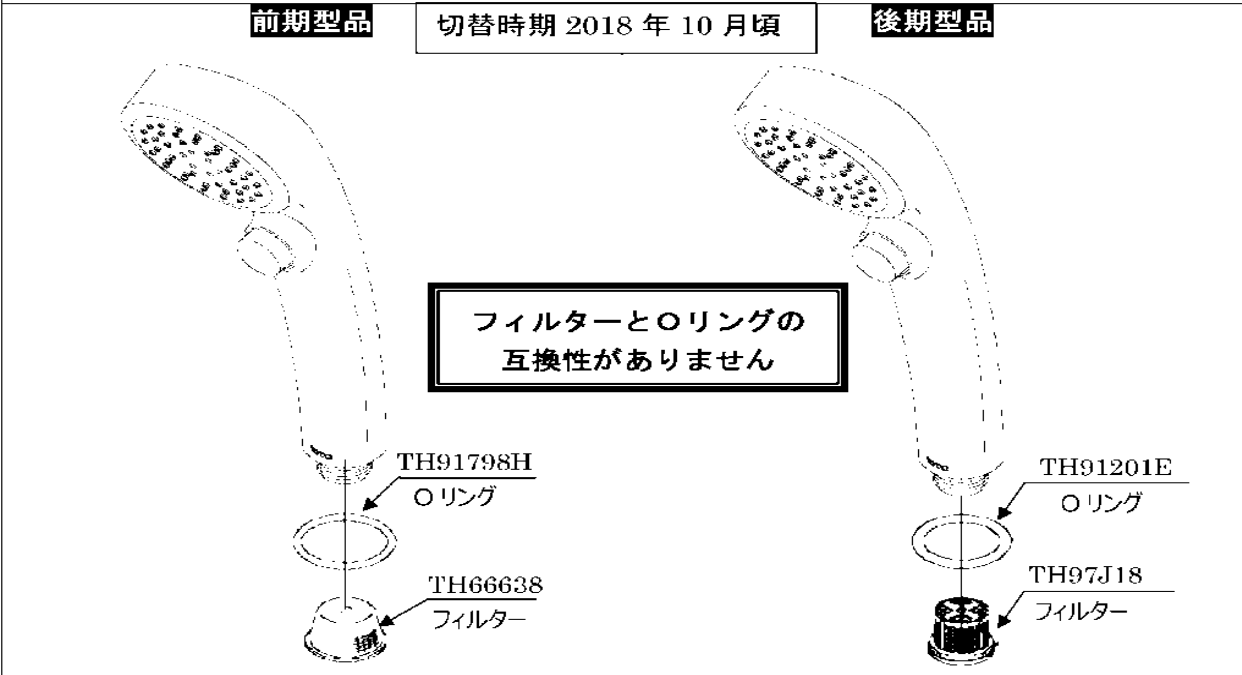 前期型品
切替時期 2018 年 10 月頃
後期型品
フィルターとOリングの
互換性がありません
TH91798H
O リング
TH66638
フィルター
TH91201E
O リング
TH97J18
フィルター